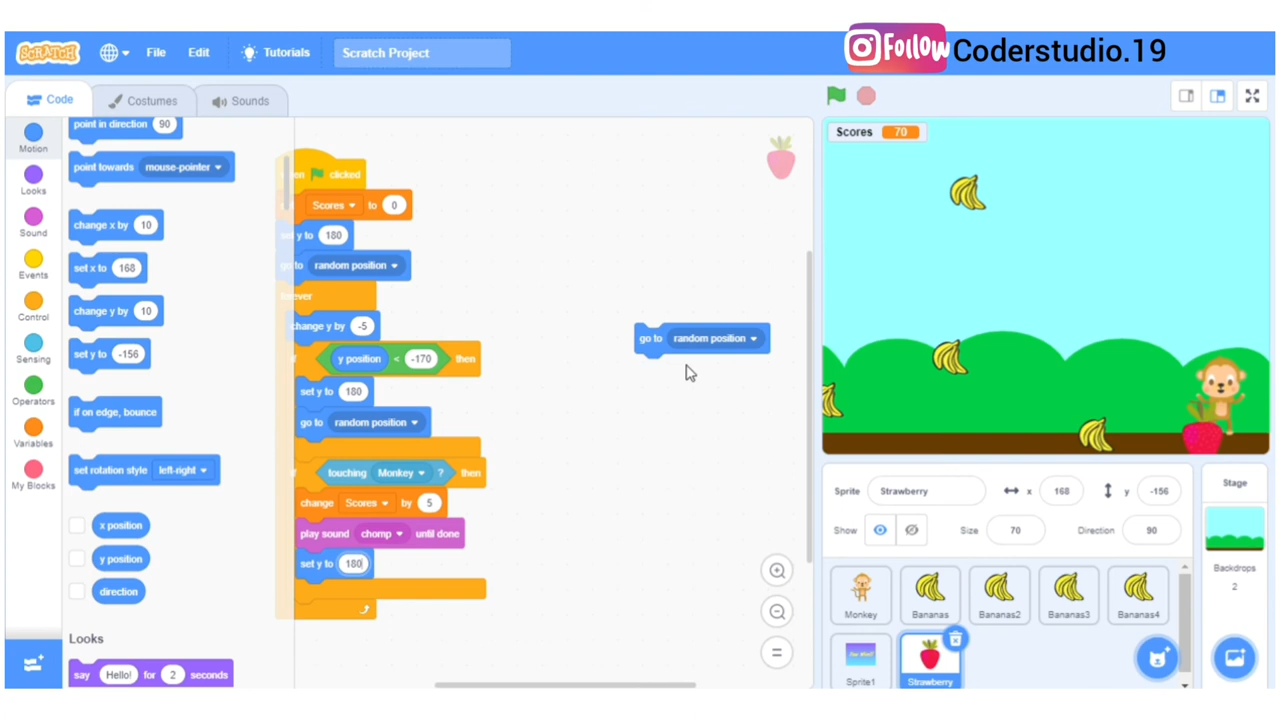 Follow Coderstudio.19
SCRATCH File Edit Tutorials Scratch Project
Code Costumes Sounds
Motion
Looks
Sound
Events
Control
Sensing
Operators
Variables
My Blocks
point in direction 90
point towards mouse-pointer
change x by 10
set x to 168
change y by 10
set y to -156
if on edge, bounce
set rotation style left-right
x position
y position
direction
Looks
say Hello! for 2 seconds
clicked
Scores to 0
set y to 180
go to random position
forever
change y by -5
if y position < -170 then
set y to 180
go to random position
if touching Monkey ? then
change Scores by 5
play sound chomp until done
set y to 180
go to random position
Scores 70
Sprite Strawberry x 168 y -156
Show Size 70 Direction 90
Monkey Bananas Bananas2 Bananas3 Bananas4
Sprite1 Strawberry
Stage
Backdrops
2